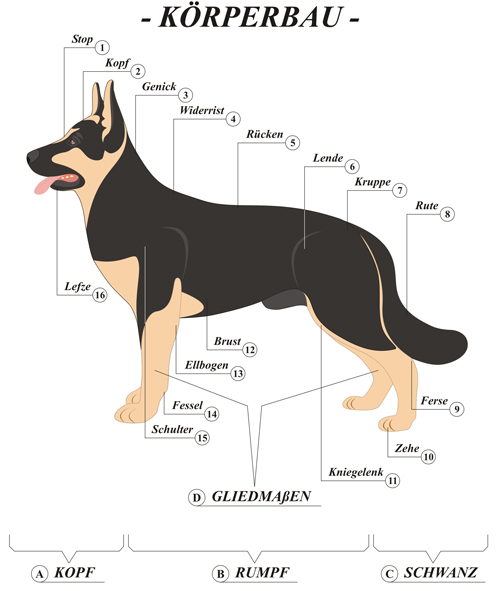 - KÖRPERBAU -
Stop 1
Kopf 2
Genick 3
Widerrist 4
Rücken 5
Lende 6
Kruppe 7
Rute 8
Lefze 16
Brust 12
Ellbogen 13
Fessel 14
Ferse 9
Schulter 15
Zehe 10
Kniegelenk 11
D GLIEDMAßEN
A KOPF
B RUMPF
C SCHWANZ